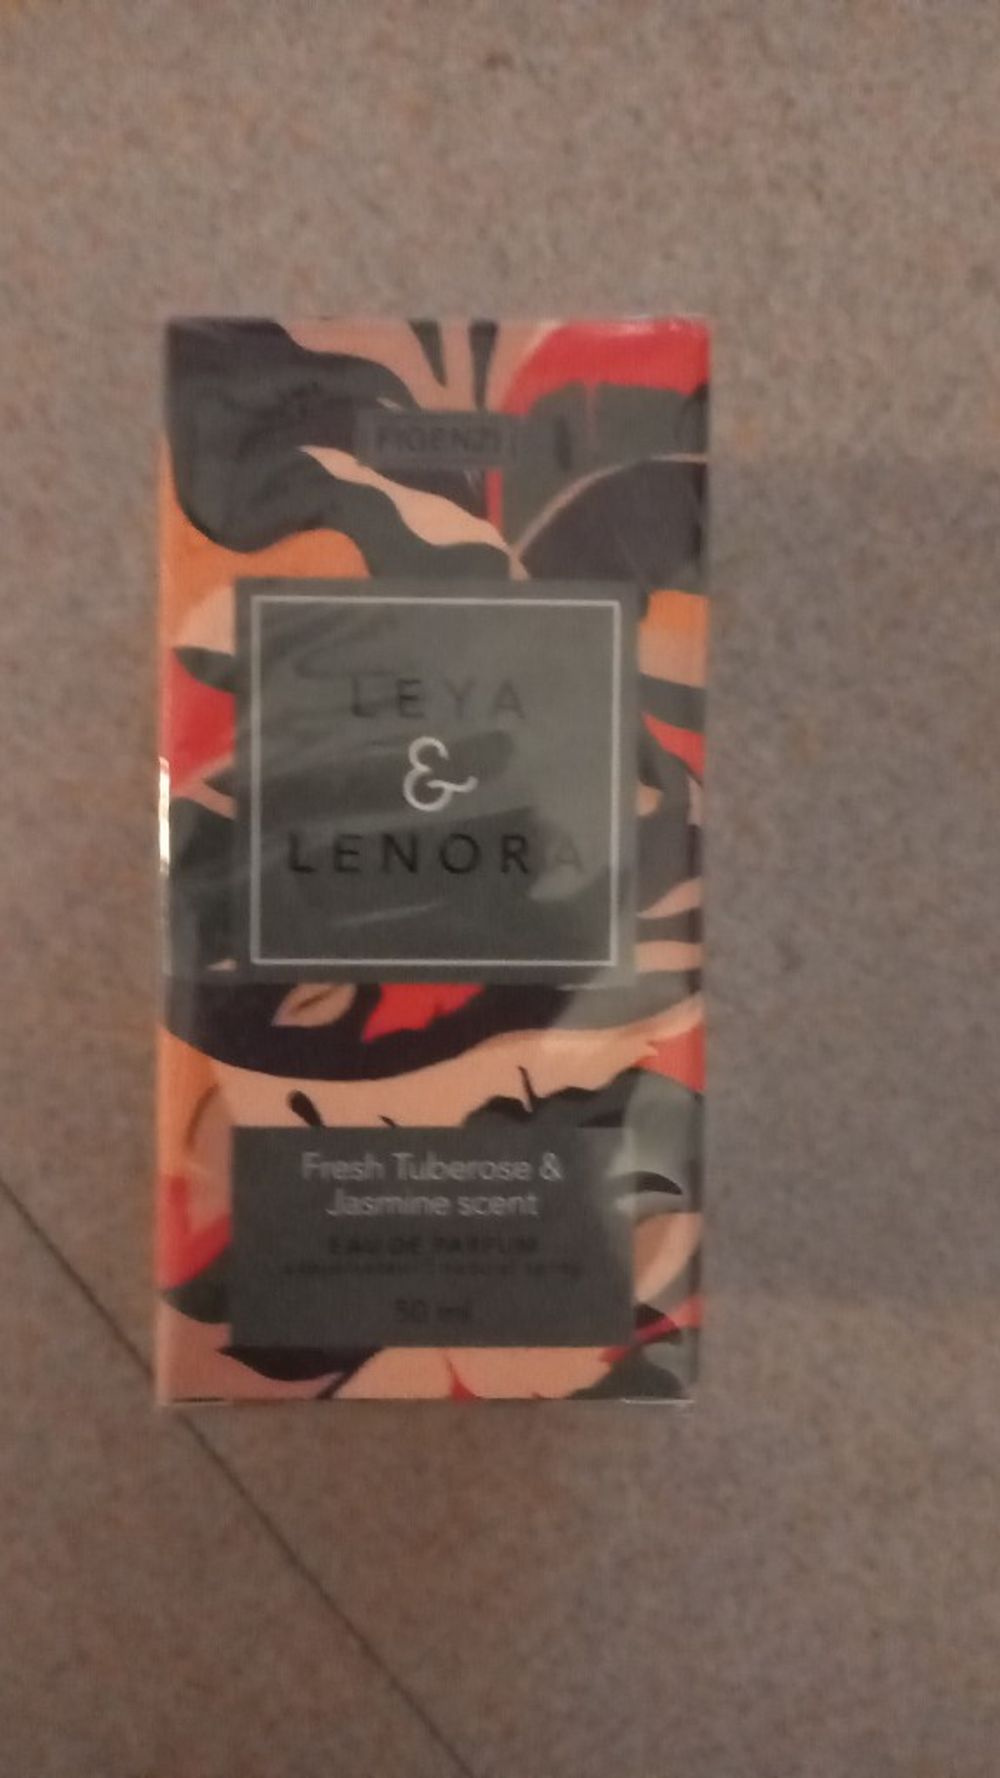 FIGENZI
LEYA
&
LENORA
Fresh Tuberose &
Jasmine scent
EAU DE PARFUM
50 ml